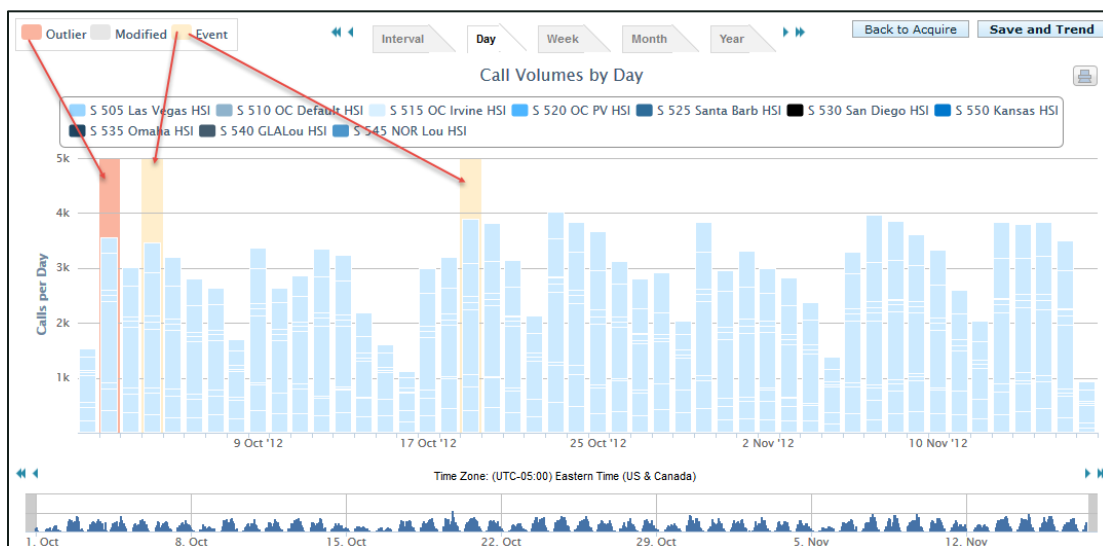 Outlier Modified Event
Interval Day Week Month Year
Back to Acquire Save and Trend
Call Volumes by Day
S 505 Las Vegas HSI S 510 OC Default HSI S 515 OC Irvine HSI S 520 OC PV HSI S 525 Santa Barb HSI S 530 San Diego HSI S 550 Kansas HSI
S 535 Omaha HSI S 540 GLALou HSI S 545 NOR Lou HSI
5k
4k
3k
2k
1k
Calls per Day
9 Oct '12 17 Oct '12 25 Oct '12 2 Nov '12 10 Nov '12
Time Zone: (UTC-05:00) Eastern Time (US & Canada)
1. Oct 8. Oct 15. Oct 22. Oct 29. Oct 5. Nov 12. Nov